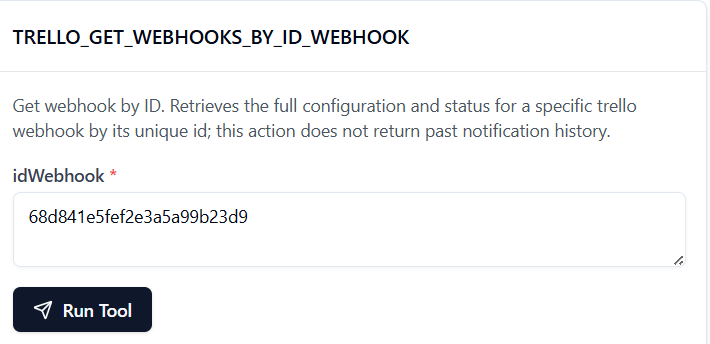 TRELLO_GET_WEBHOOKS_BY_ID_WEBHOOK
Get webhook by ID. Retrieves the full configuration and status for a specific trello
webhook by its unique id; this action does not return past notification history.
idWebhook *
68d841e5fef2e3a5a99b23d9
Run Tool